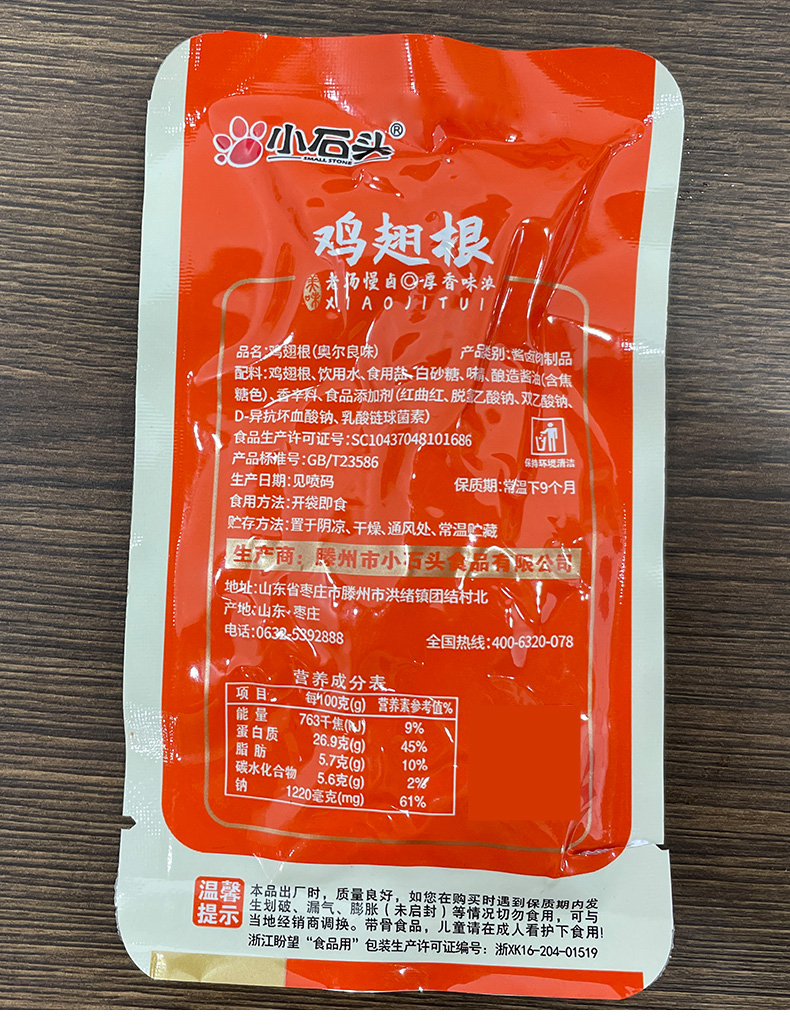 小石头®
SMALL STONE
鸡翅根
美味 老汤慢卤 厚香味浓
XIAOJITUI
品名:鸡翅根(奥尔良味) 产品类别:酱卤肉制品
配料:鸡翅根、饮用水、食用盐、白砂糖、味精、酿造酱油(含焦
糖色)、香辛料、食品添加剂(红曲红、脱氢乙酸钠、双乙酸钠、
D-异抗坏血酸钠、乳酸链球菌素)
食品生产许可证号:SC10437048101686
产品标准号:GB/T23586
保持环境清洁
生产日期:见喷码 保质期:常温下9个月
食用方法:开袋即食
贮存方法:置于阴凉、干燥、通风处、常温贮藏
生产商:滕州市小石头食品有限公司
地址:山东省枣庄市滕州市洪绪镇团结村北
产地:山东·枣庄
电话:0632-5392888 全国热线:400-6320-078
营养成分表
项目 每100克(g) 营养素参考值%
能量 763千焦(kJ) 9%
蛋白质 26.9克(g) 45%
脂肪 5.7克(g) 10%
碳水化合物 5.6克(g) 2%
钠 1220毫克(mg) 61%
温馨提示
本品出厂时，质量良好，如您在购买时遇到保质期内发
生划破、漏气、膨胀（未启封）等情况切勿食用，可与
当地经销商调换。带骨食品，儿童请在成人看护下食用!
浙江盼望“食品用”包装生产许可证编号：浙XK16-204-01519